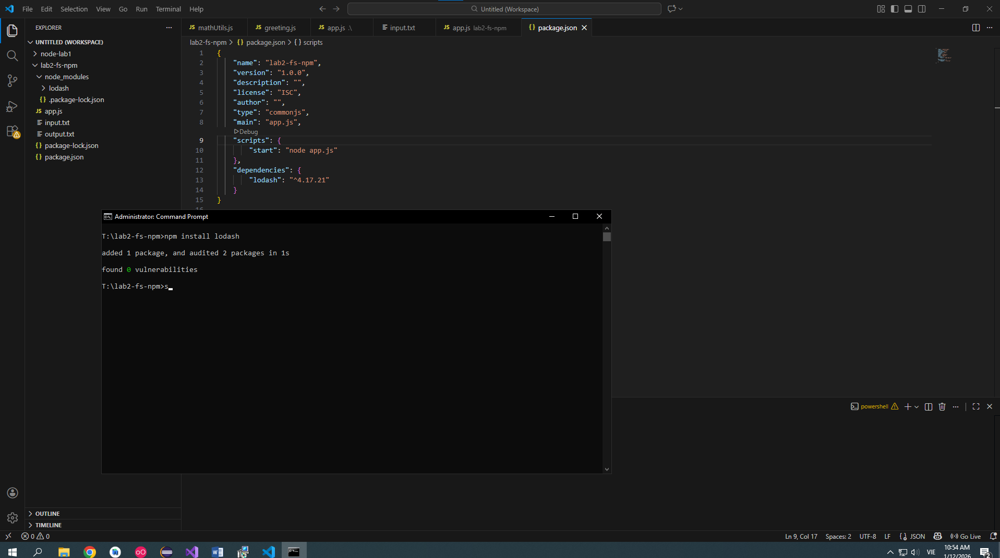 File Edit Selection View Go Run Terminal Help
Untitled (Workspace)
EXPLORER
UNTITLED (WORKSPACE)
node-lab1
lab2-fs-npm
node_modules
lodash
{} .package-lock.json
JS app.js
input.txt
output.txt
{} package-lock.json
{} package.json
OUTLINE
TIMELINE
JS mathUtils.js
JS greeting.js
JS app.js .\
input.txt
JS app.js lab2-fs-npm
{} package.json
lab2-fs-npm > {} package.json > {} scripts
1 {
2 "name": "lab2-fs-npm",
3 "version": "1.0.0",
4 "description": "",
5 "license": "ISC",
6 "author": "",
7 "type": "commonjs",
8 "main": "app.js",
Debug
9 "scripts": {
10 "start": "node app.js"
11 },
12 "dependencies": {
13 "lodash": "^4.17.21"
14 }
15 }
16
Administrator: Command Prompt
T:\lab2-fs-npm>npm install lodash
added 1 package, and audited 2 packages in 1s
found 0 vulnerabilities
T:\lab2-fs-npm>s
powershell
0 0
Ln 9, Col 17 Spaces: 2 UTF-8 LF {} JSON Go Live
VIE
10:54 AM
1/12/2026
2